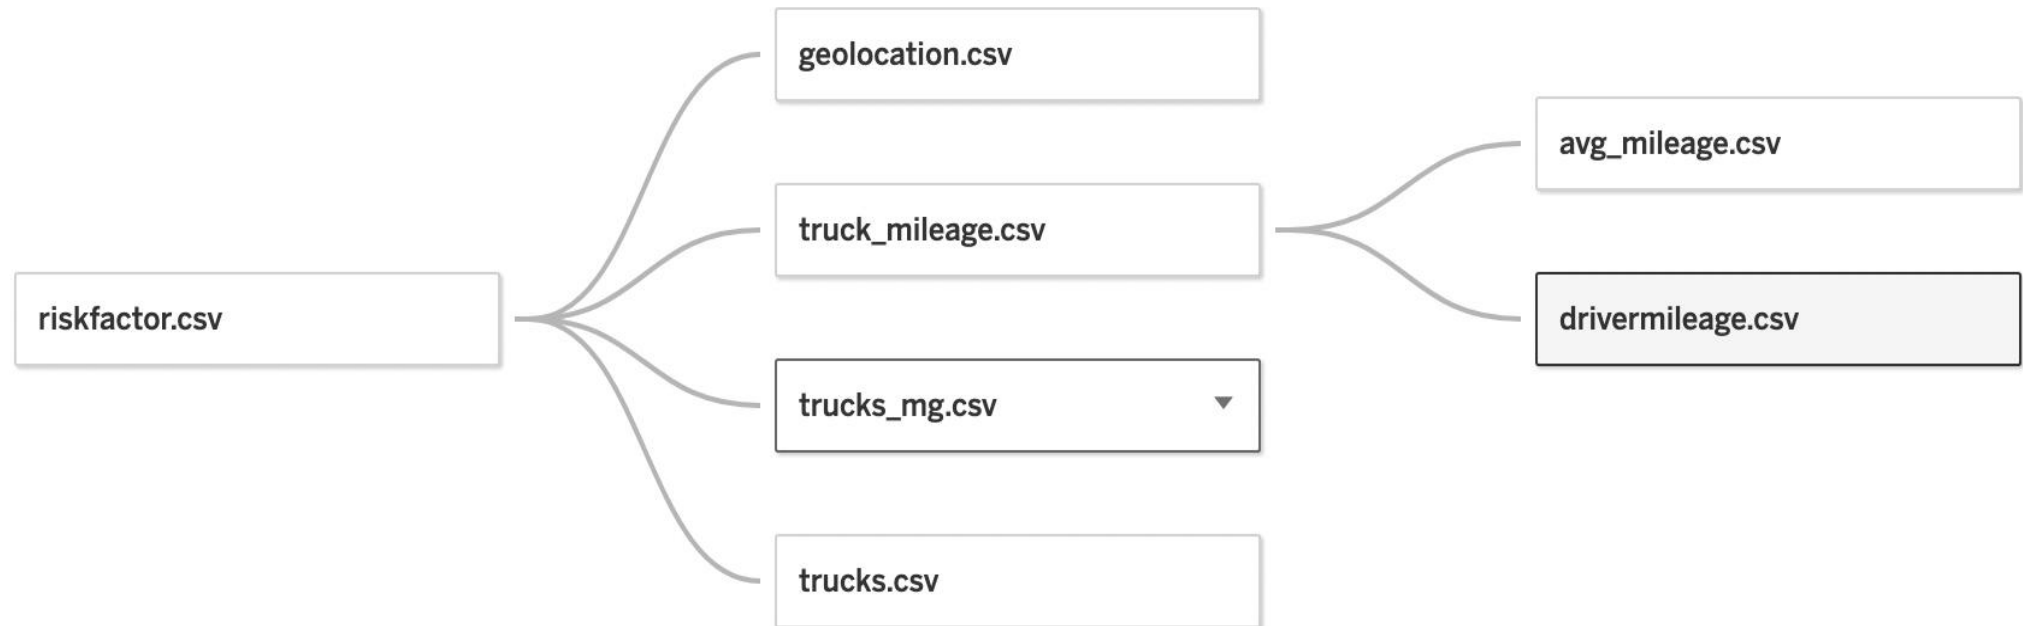 riskfactor.csv
geolocation.csv
truck_mileage.csv
trucks_mg.csv
trucks.csv
avg_mileage.csv
drivermileage.csv